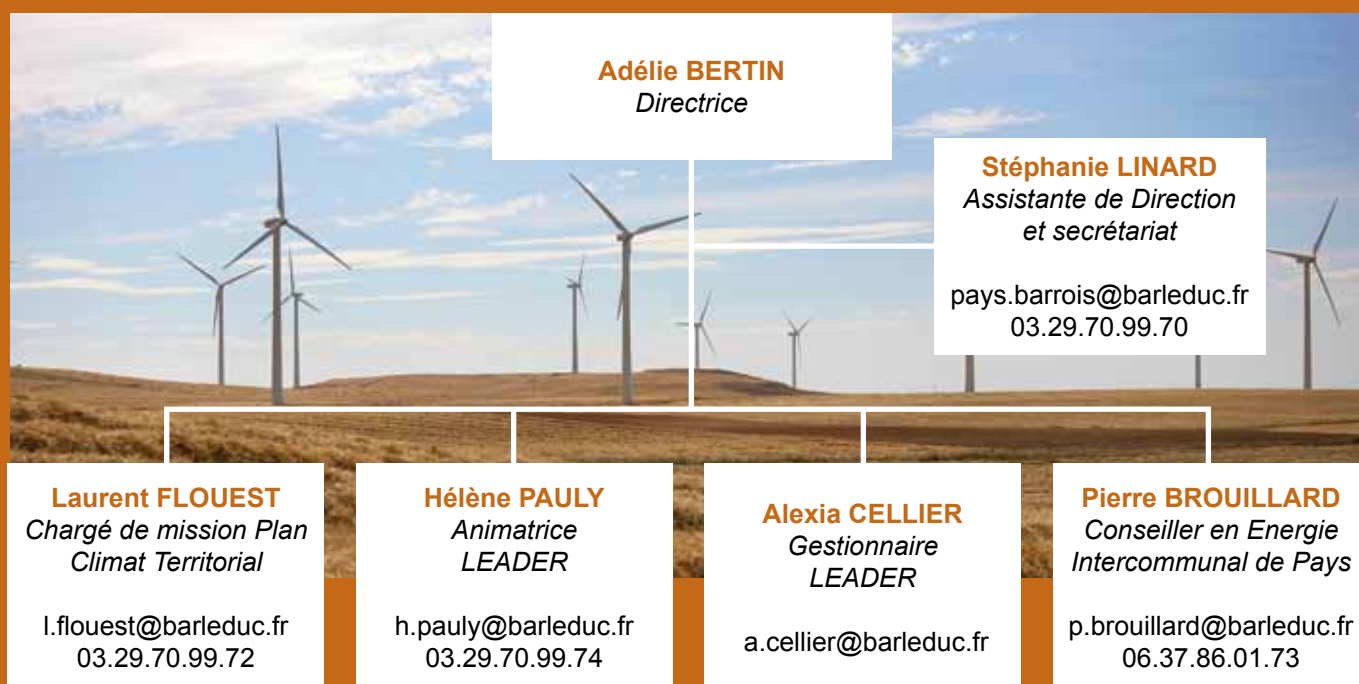 Adélie BERTIN
Directrice
Stéphanie LINARD
Assistante de Direction
et secrétariat
pays.barrois@barleduc.fr
03.29.70.99.70
Laurent FLOUEST
Chargé de mission Plan
Climat Territorial
l.flouest@barleduc.fr
03.29.70.99.72
Hélène PAULY
Animatrice
LEADER
h.pauly@barleduc.fr
03.29.70.99.74
Alexia CELLIER
Gestionnaire
LEADER
a.cellier@barleduc.fr
Pierre BROUILLARD
Conseiller en Energie
Intercommunal de Pays
p.brouillard@barleduc.fr
06.37.86.01.73